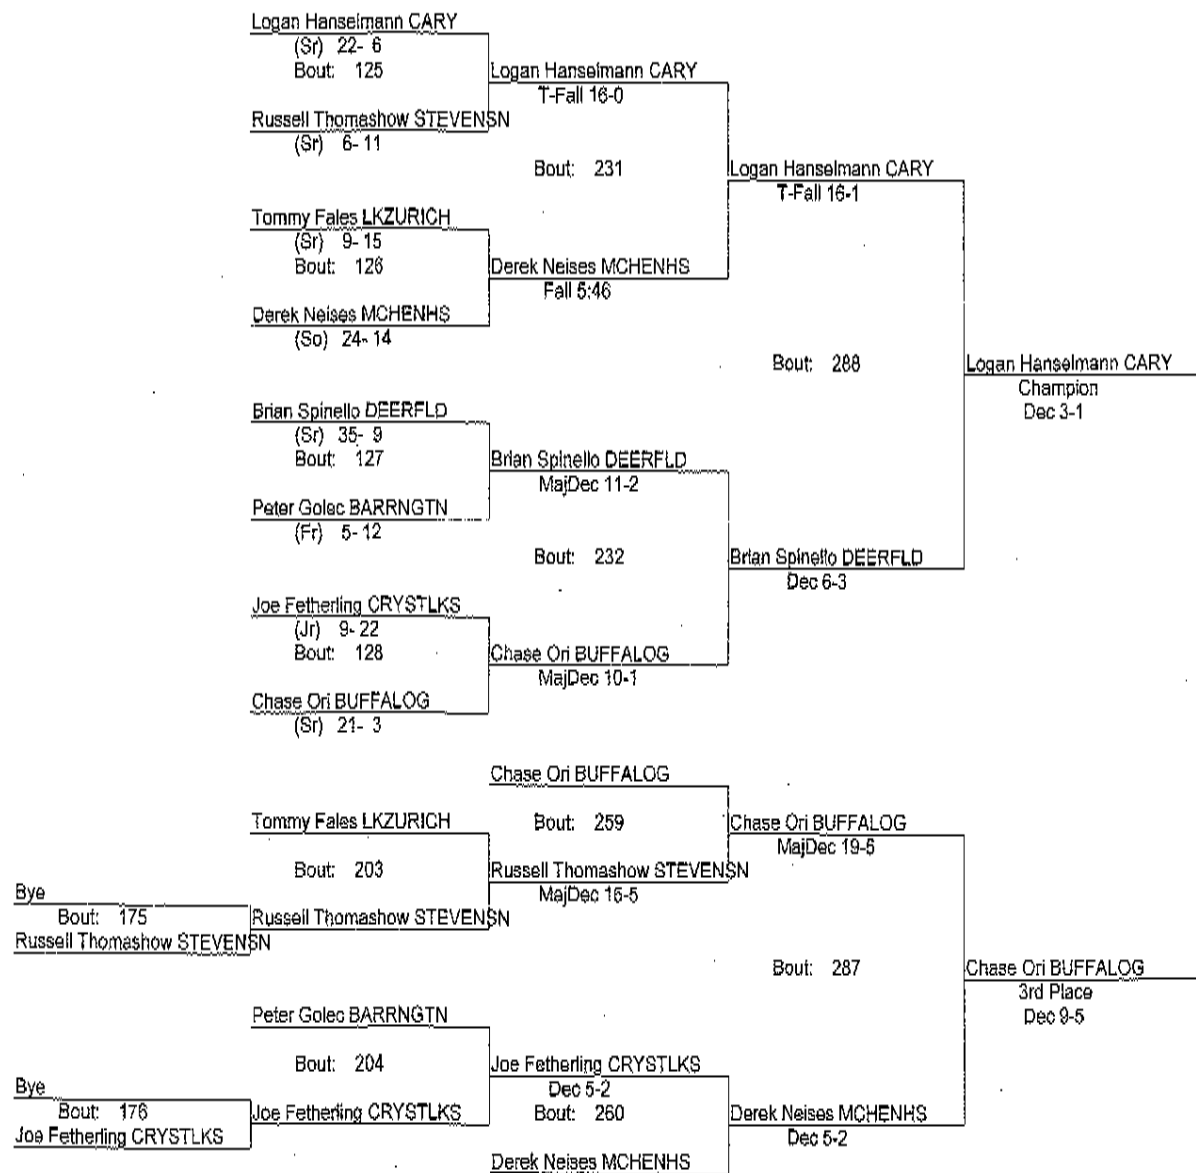 Logan Hanselmann CARY
(Sr) 22- 6
Bout: 125
Logan Hanselmann CARY
T-Fall 16-0
Russell Thomashow STEVENSN
(Sr) 6- 11
Bout: 231
Logan Hanselmann CARY
T-Fall 16-1
Tommy Fales LKZURICH
(Sr) 9- 15
Bout: 126
Derek Neises MCHENHS
Fall 5:46
Derek Neises MCHENHS
(So) 24- 14
Bout: 288
Logan Hanselmann CARY
Champion
Dec 3-1
Brian Spinello DEERFLD
(Sr) 35- 9
Bout: 127
Brian Spinello DEERFLD
MajDec 11-2
Peter Golec BARRNGTN
(Fr) 5- 12
Bout: 232
Brian Spinello DEERFLD
Dec 6-3
Joe Fetherling CRYSTLKS
(Jr) 9- 22
Bout: 128
Chase Ori BUFFALOG
MajDec 10-1
Chase Ori BUFFALOG
(Sr) 21- 3
Chase Ori BUFFALOG
Tommy Fales LKZURICH
Bout: 259
Chase Ori BUFFALOG
MajDec 19-5
Bout: 203
Russell Thomashow STEVENSN
MajDec 16-5
Bye
Bout: 175
Russell Thomashow STEVENSN
Russell Thomashow STEVENSN
Bout: 287
Chase Ori BUFFALOG
3rd Place
Dec 9-5
Peter Golec BARRNGTN
Bout: 204
Joe Fetherling CRYSTLKS
Dec 5-2
Bye
Bout: 176
Joe Fetherling CRYSTLKS
Joe Fetherling CRYSTLKS
Bout: 260
Derek Neises MCHENHS
Dec 5-2
Derek Neises MCHENHS